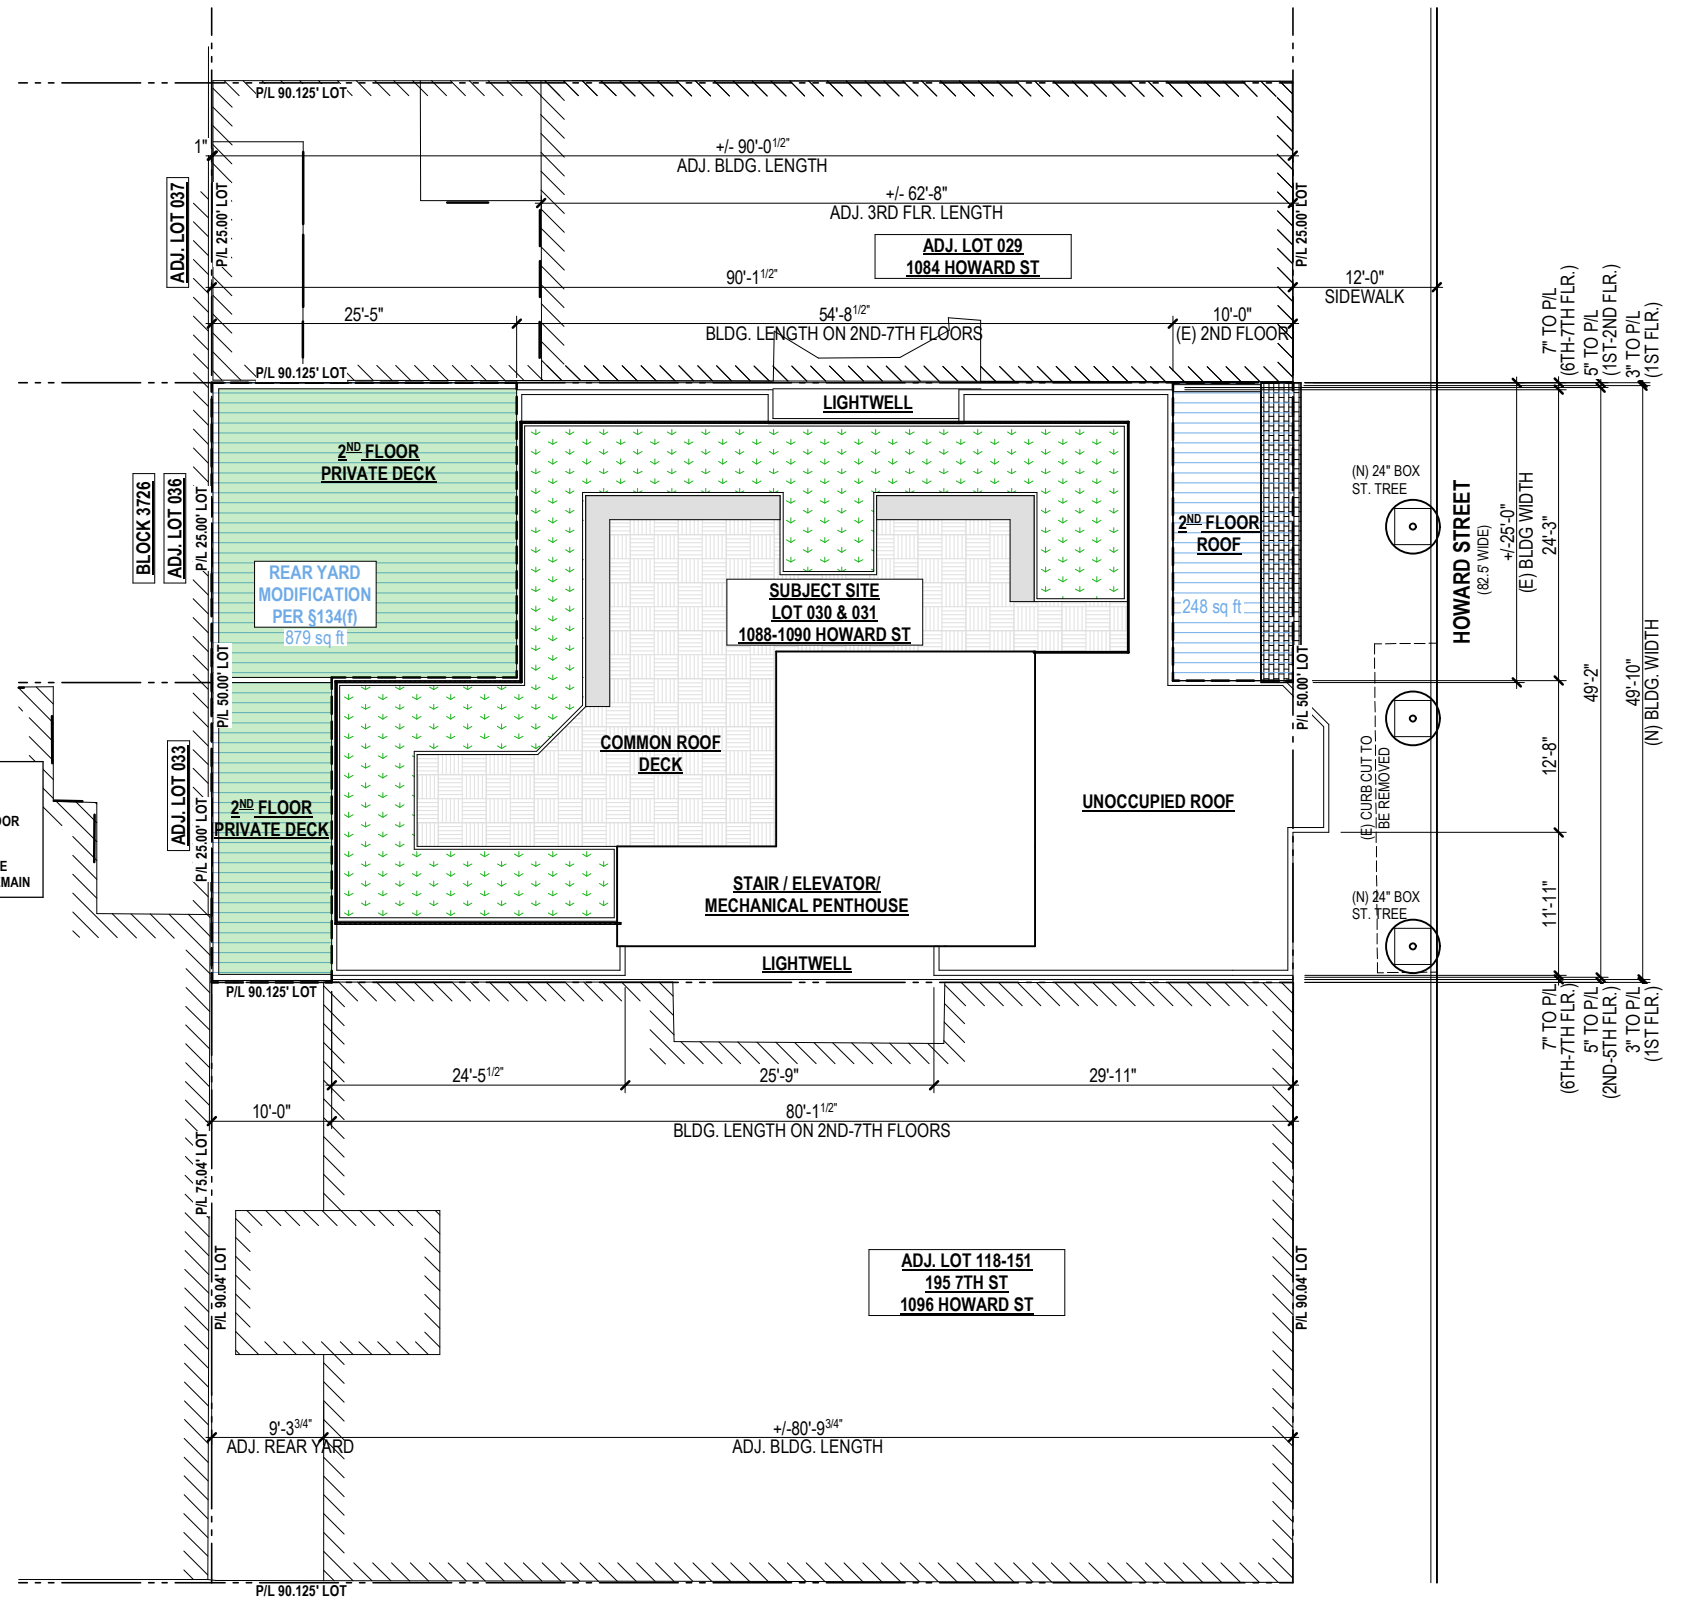 P/L 90.125' LOT
1"
+/- 90'-0 1/2"
ADJ. BLDG. LENGTH
+/- 62'-8"
ADJ. 3RD FLR. LENGTH
ADJ. LOT 037
P/L 25.00' LOT
ADJ. LOT 029
1084 HOWARD ST
P/L 25.00' LOT
90'-1 1/2"
12'-0"
SIDEWALK
25'-5"
54'-8 1/2"
BLDG. LENGTH ON 2ND-7TH FLOORS
10'-0"
(E) 2ND FLOOR
7" TO P/L
(6TH-7TH FLR.)
5" TO P/L
(1ST-2ND FLR.)
3" TO P/L
(1ST FLR.)
P/L 90.125' LOT
LIGHTWELL
2ND FLOOR
PRIVATE DECK
BLOCK 3726
ADJ. LOT 036
P/L 25.00' LOT
REAR YARD
MODIFICATION
PER §134(f)
879 sq ft
SUBJECT SITE
LOT 030 & 031
1088-1090 HOWARD ST
2ND FLOOR
ROOF
248 sq ft
(N) 24" BOX
ST. TREE
HOWARD STREET
(82.5' WIDE)
+/-25'-0"
(E) BLDG WIDTH
24'-3"
P/L 50.00' LOT
P/L 50.00' LOT
49'-2"
49'-10"
(N) BLDG. WIDTH
COMMON ROOF
DECK
(E) CURB CUT TO
BE REMOVED
12'-8"
ADJ. LOT 033
P/L 25.00' LOT
2ND FLOOR
PRIVATE DECK
UNOCCUPIED ROOF
OOR
E
MAIN
STAIR / ELEVATOR/
MECHANICAL PENTHOUSE
(N) 24" BOX
ST. TREE
11'-11"
LIGHTWELL
P/L 90.125' LOT
7" TO P/L
(6TH-7TH FLR.)
5" TO P/L
(2ND-5TH FLR.)
3" TO P/L
(1ST FLR.)
24'-5 1/2"
25'-9"
29'-11"
10'-0"
80'-1 1/2"
BLDG. LENGTH ON 2ND-7TH FLOORS
P/L 75.04' LOT
P/L 90.04' LOT
ADJ. LOT 118-151
195 7TH ST
1096 HOWARD ST
P/L 90.04' LOT
9'-3 3/4"
ADJ. REAR YARD
+/-80'-9 3/4"
ADJ. BLDG. LENGTH
P/L 90.125' LOT